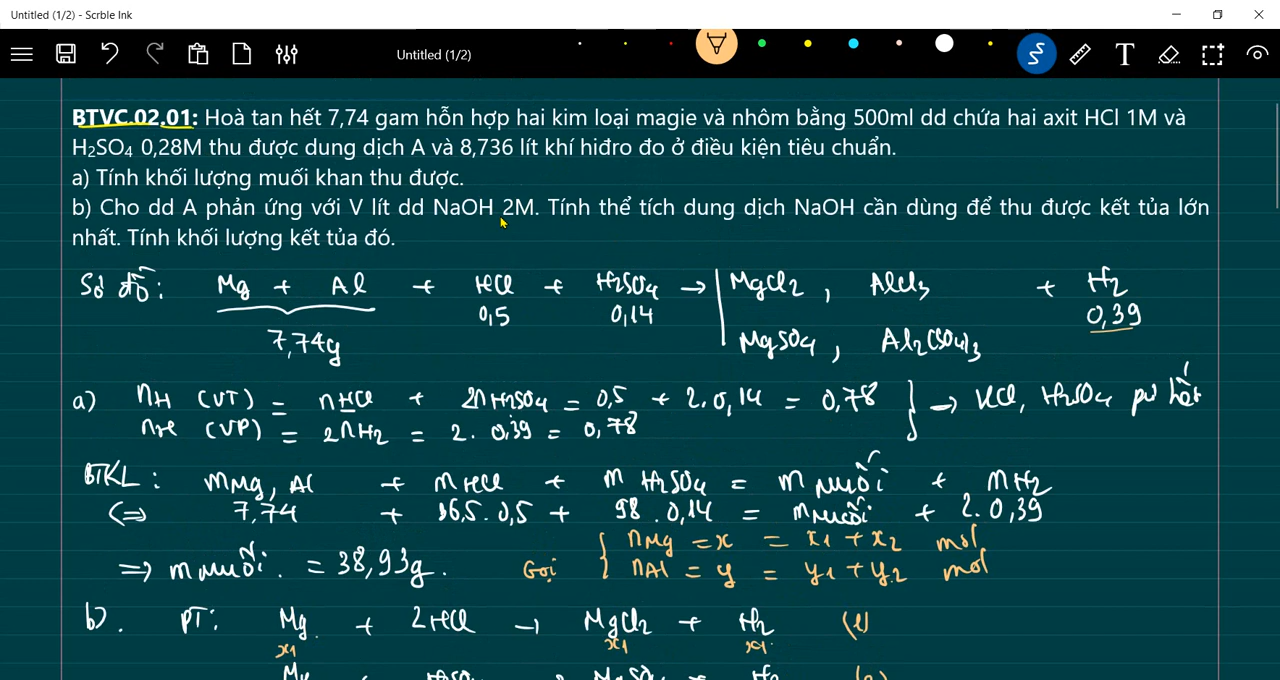 Untitled (1/2) - Scrble Ink
Untitled (1/2)
BTVC.02.01: Hoà tan hết 7,74 gam hỗn hợp hai kim loại magie và nhôm bằng 500ml dd chứa hai axit HCl 1M và
H₂SO₄ 0,28M thu được dung dịch A và 8,736 lít khí hiđro đo ở điều kiện tiêu chuẩn.
a) Tính khối lượng muối khan thu được.
b) Cho dd A phản ứng với V lít dd NaOH 2M. Tính thể tích dung dịch NaOH cần dùng để thu được kết tủa lớn
nhất. Tính khối lượng kết tủa đó.
Sơ đồ: Mg + Al + HCl + H₂SO₄ → MgCl₂, AlCl₃ + H₂
7,74g 0,5 0,14 0,39
MgSO₄, Al₂(SO₄)₃
a) nH (VT) = nHCl + 2nH₂SO₄ = 0,5 + 2.0,14 = 0,78 } → HCl, H₂SO₄ pư hết
nH (VP) = 2nH₂ = 2. 0,39 = 0,78
BTKL: mMg, Al + mHCl + mH₂SO₄ = m muối + mH₂
⇔ 7,74 + 36,5.0,5 + 98.0,14 = m muối + 2.0,39
⇒ m muối = 38,93g. Gọi { nMg = x = x₁ + x₂ mol
nAl = y = y₁ + y₂ mol
b). PT: Mg + 2HCl → MgCl₂ + H₂ (1)
x₁ x₁ x₁
Mg H₂SO₄ MgSO₄ H₂ (2)